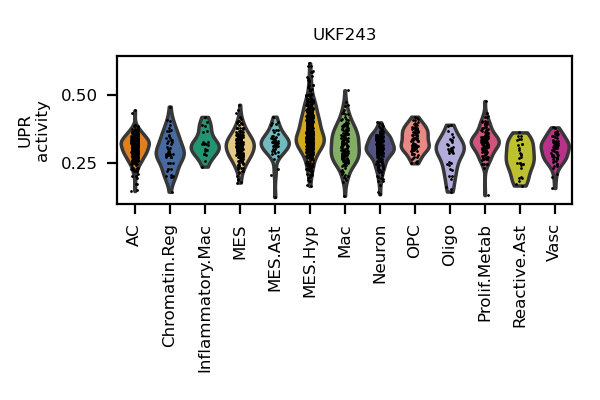 UKF243
UPR
activity
0.50
0.25
AC
Chromatin.Reg
Inflammatory.Mac
MES
MES.Ast
MES.Hyp
Mac
Neuron
OPC
Oligo
Prolif.Metab
Reactive.Ast
Vasc